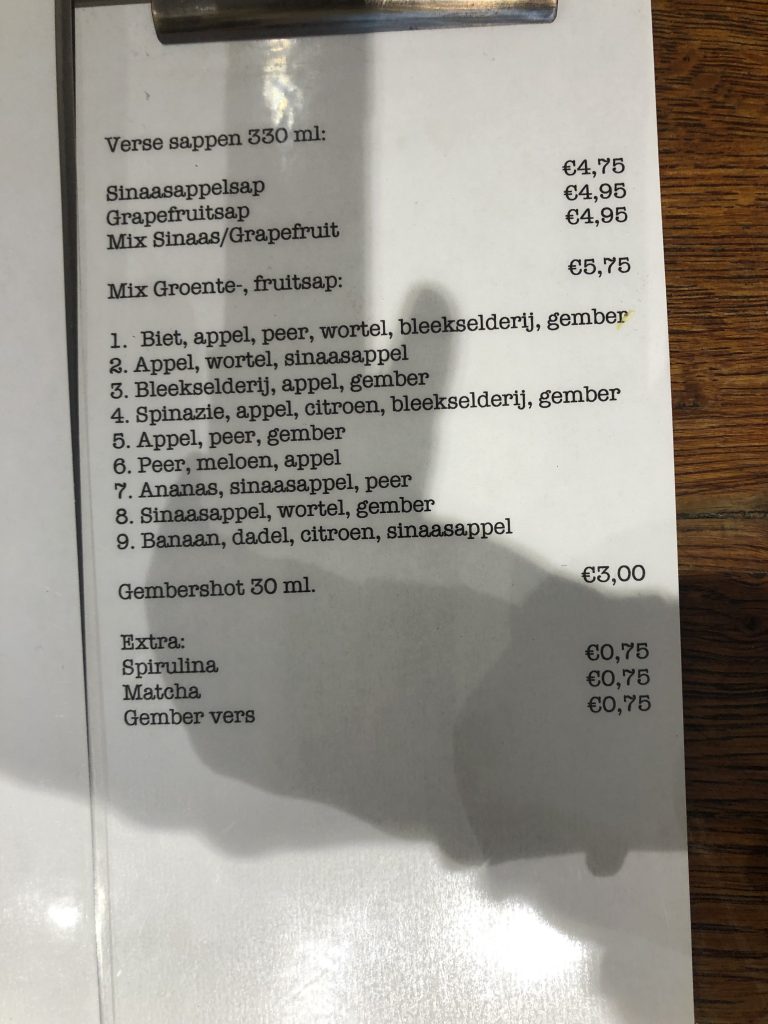 Verse sappen 330 ml:
Sinaasappelsap €4,75
Grapefruitsap €4,95
Mix Sinaas/Grapefruit €4,95
Mix Groente-, fruitsap: €5,75
1. Biet, appel, peer, wortel, bleekselderij, gember
2. Appel, wortel, sinaasappel
3. Bleekselderij, appel, gember
4. Spinazie, appel, citroen, bleekselderij, gember
5. Appel, peer, gember
6. Peer, meloen, appel
7. Ananas, sinaasappel, peer
8. Sinaasappel, wortel, gember
9. Banaan, dadel, citroen, sinaasappel
Gembershot 30 ml. €3,00
Extra:
Spirulina €0,75
Matcha €0,75
Gember vers €0,75